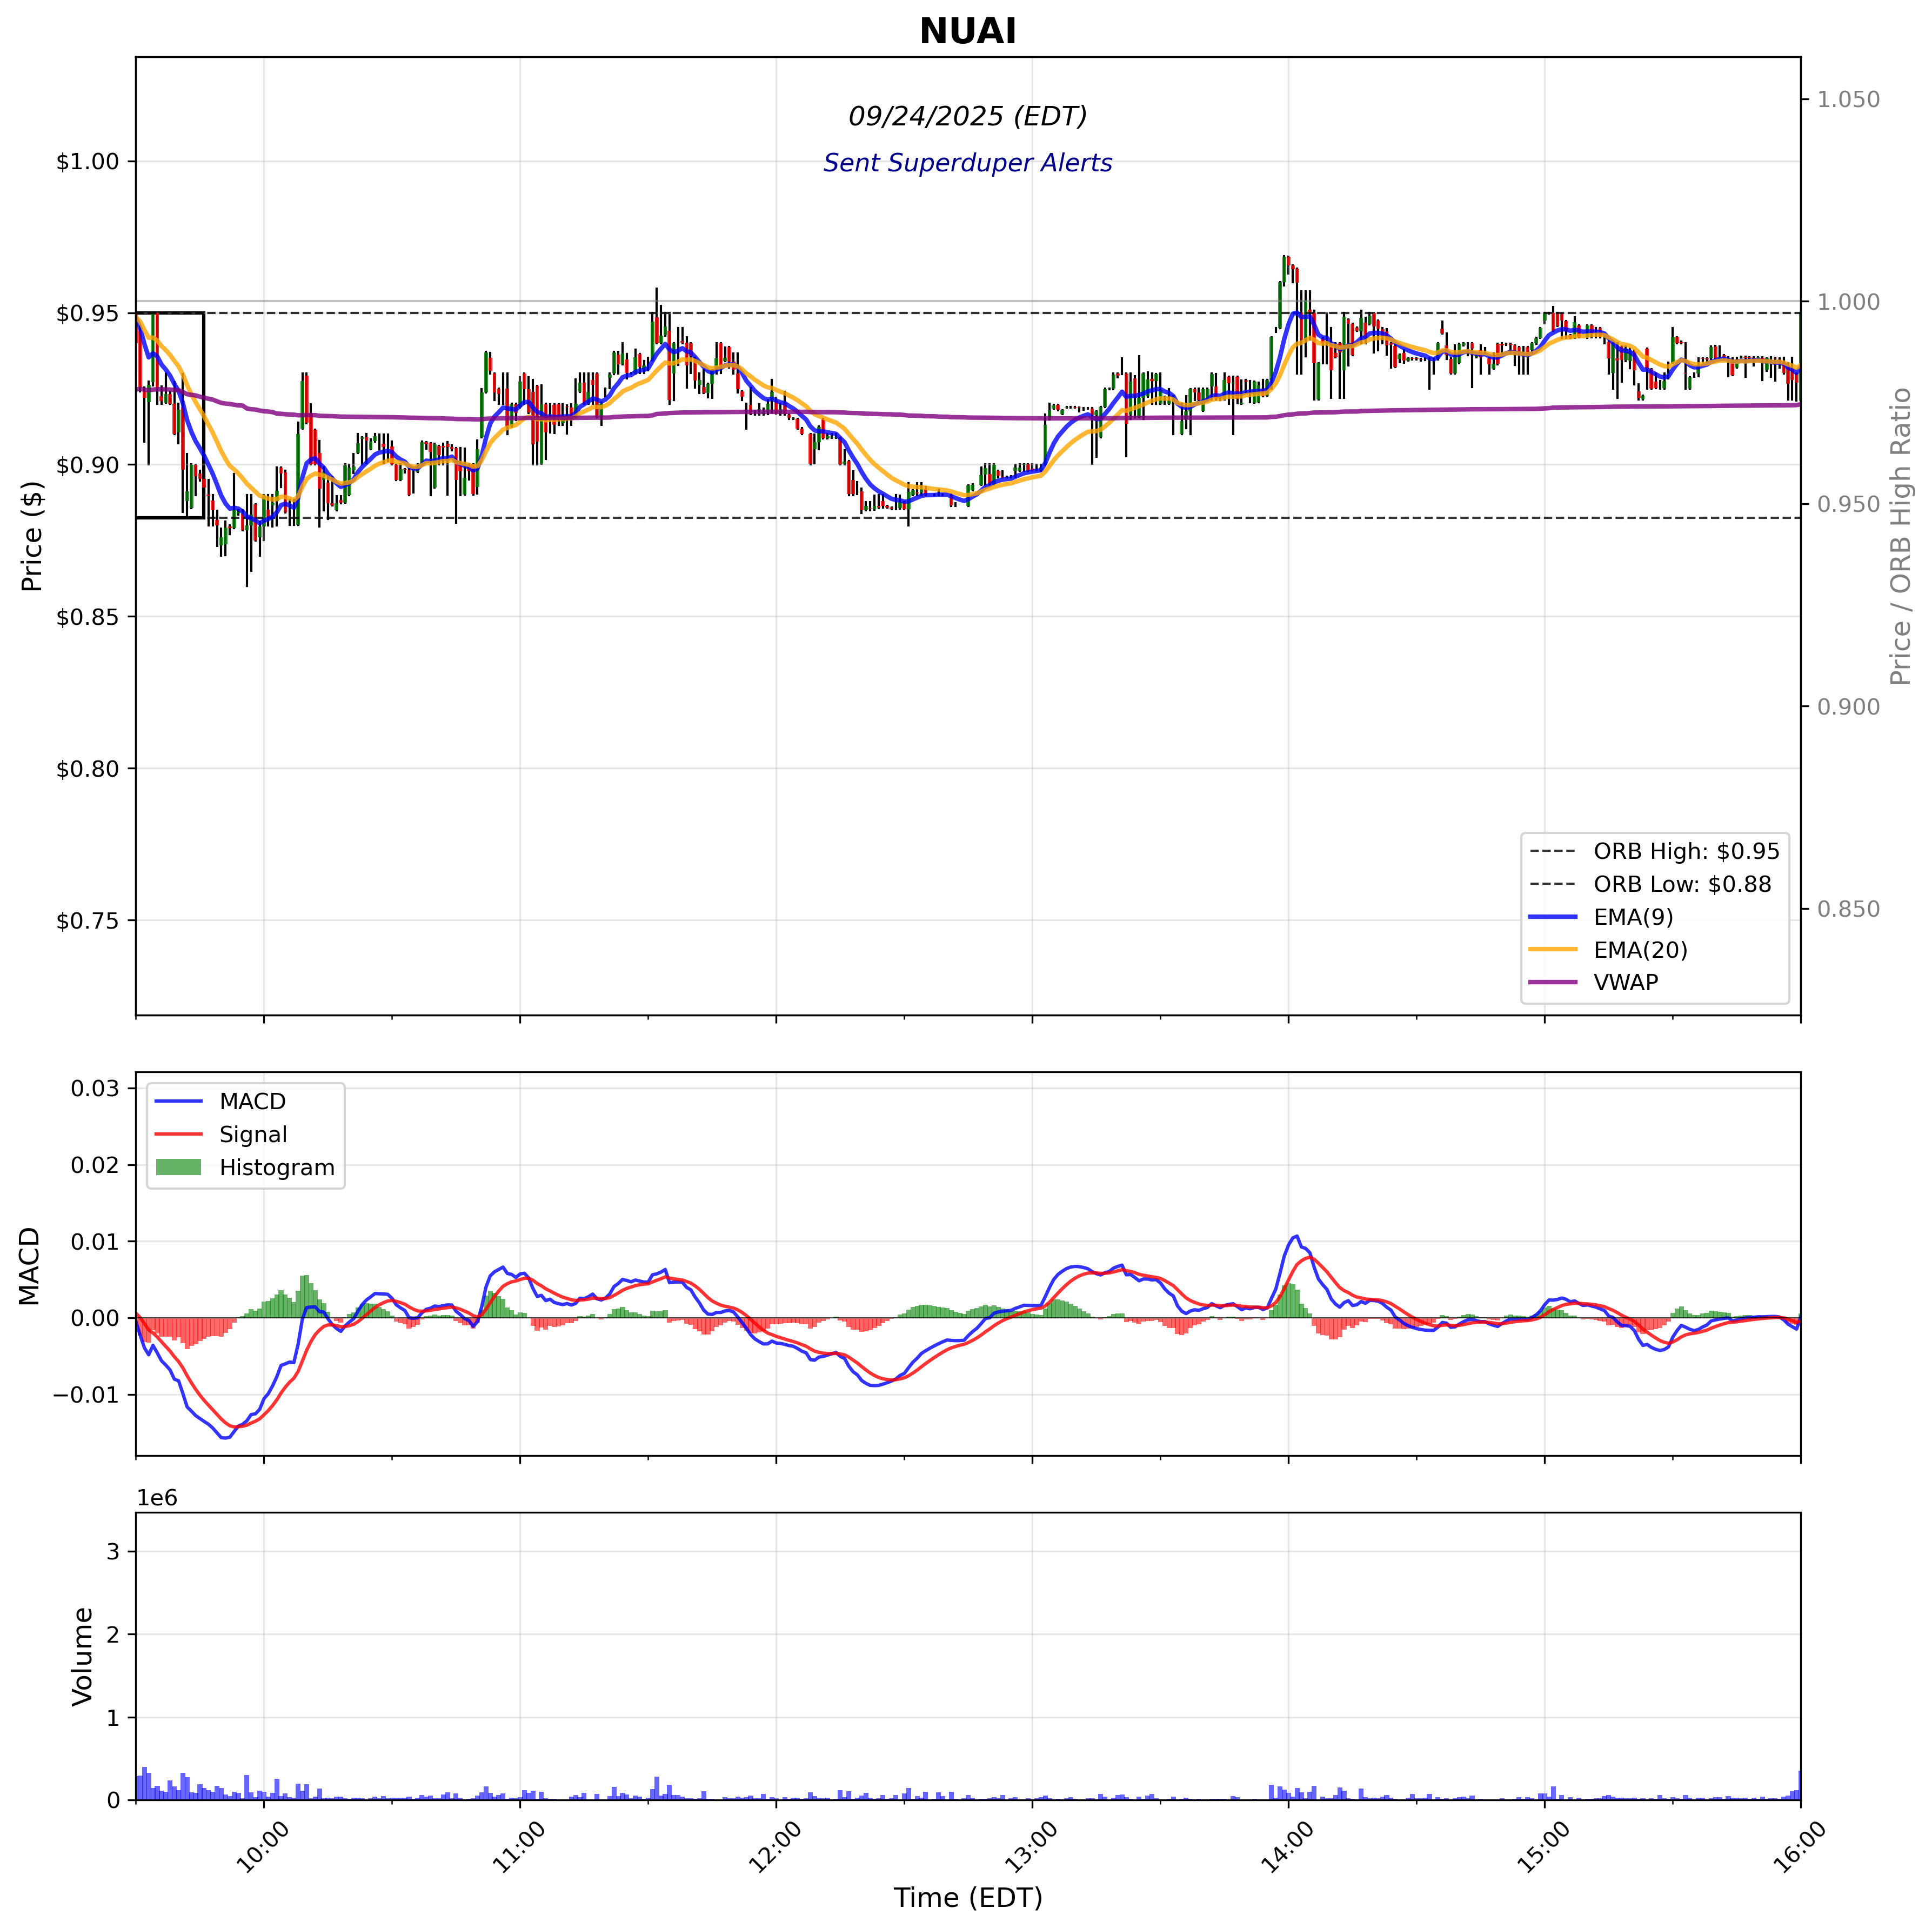 NUAI
09/24/2025 (EDT)
Sent Superduper Alerts
Price ($)
$1.00
$0.95
$0.90
$0.85
$0.80
$0.75
1.050
1.000
0.950
0.900
0.850
Price / ORB High Ratio
ORB High: $0.95
ORB Low: $0.88
EMA(9)
EMA(20)
VWAP
MACD
0.03
0.02
0.01
0.00
−0.01
MACD
Signal
Histogram
1e6
Volume
3
2
1
0
10:00
11:00
12:00
13:00
14:00
15:00
16:00
Time (EDT)